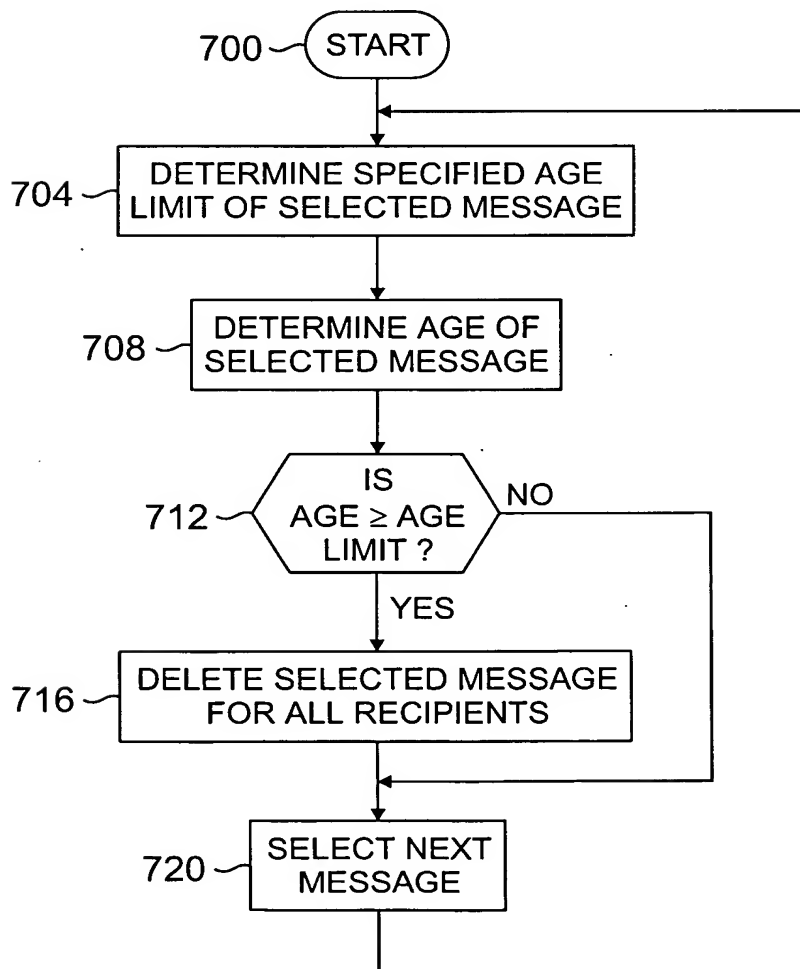 700
START
704
DETERMINE SPECIFIED AGE
LIMIT OF SELECTED MESSAGE
708
DETERMINE AGE OF
SELECTED MESSAGE
712
IS
AGE ≥ AGE
LIMIT ?
NO
YES
716
DELETE SELECTED MESSAGE
FOR ALL RECIPIENTS
720
SELECT NEXT
MESSAGE